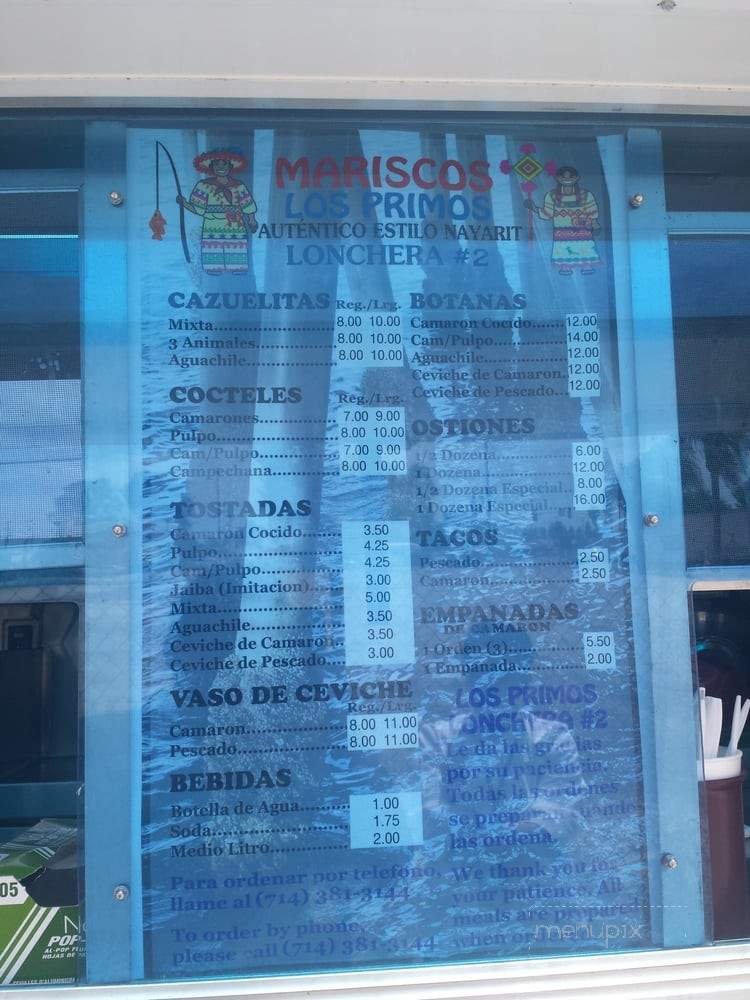 MARISCOS
LOS PRIMOS
AUTÉNTICO ESTILO NAYARIT
LONCHERA #2
CAZUELITAS Reg./Lrg.
Mixta 8.00 10.00
3 Animales 8.00 10.00
Aguachile 8.00 10.00
COCTELES Reg./Lrg.
Camarones 7.00 9.00
Pulpo 8.00 10.00
Cam/Pulpo 7.00 9.00
Campechana 8.00 10.00
TOSTADAS
Camaron Cocido 3.50
Pulpo 4.25
Cam/Pulpo 4.25
Jaiba (Imitacion) 3.00
Mixta 5.00
Aguachile 3.50
Ceviche de Camaron 3.50
Ceviche de Pescado 3.00
VASO DE CEVICHE
Reg./Lrg.
Camaron 8.00 11.00
Pescado 8.00 11.00
BEBIDAS
Botella de Agua 1.00
Soda 1.75
Medio Litro 2.00
Para ordenar por telefono,
llame al (714) 381-3144
To order by phone,
please call (714) 381-3144
BOTANAS
Camaron Cocido 12.00
Cam/Pulpo 14.00
Aguachile 12.00
Ceviche de Camaron 12.00
Ceviche de Pescado 12.00
OSTIONES
1/2 Dozena 6.00
1 Dozena 12.00
1/2 Dozena Especial 8.00
1 Dozena Especial 16.00
TACOS
Pescado 2.50
Camaron 2.50
EMPANADAS
DE CAMARON
1 Orden (3) 5.50
1 Empanada 2.00
LOS PRIMOS
LONCHERA #2
Le da las gracias
por su paciencia.
Todas las ordenes
se preparan
las ordena.
We thank you for
your patience. All
meals are prepared
when
menupix
05
POP
AL-POP
HOJAS DE